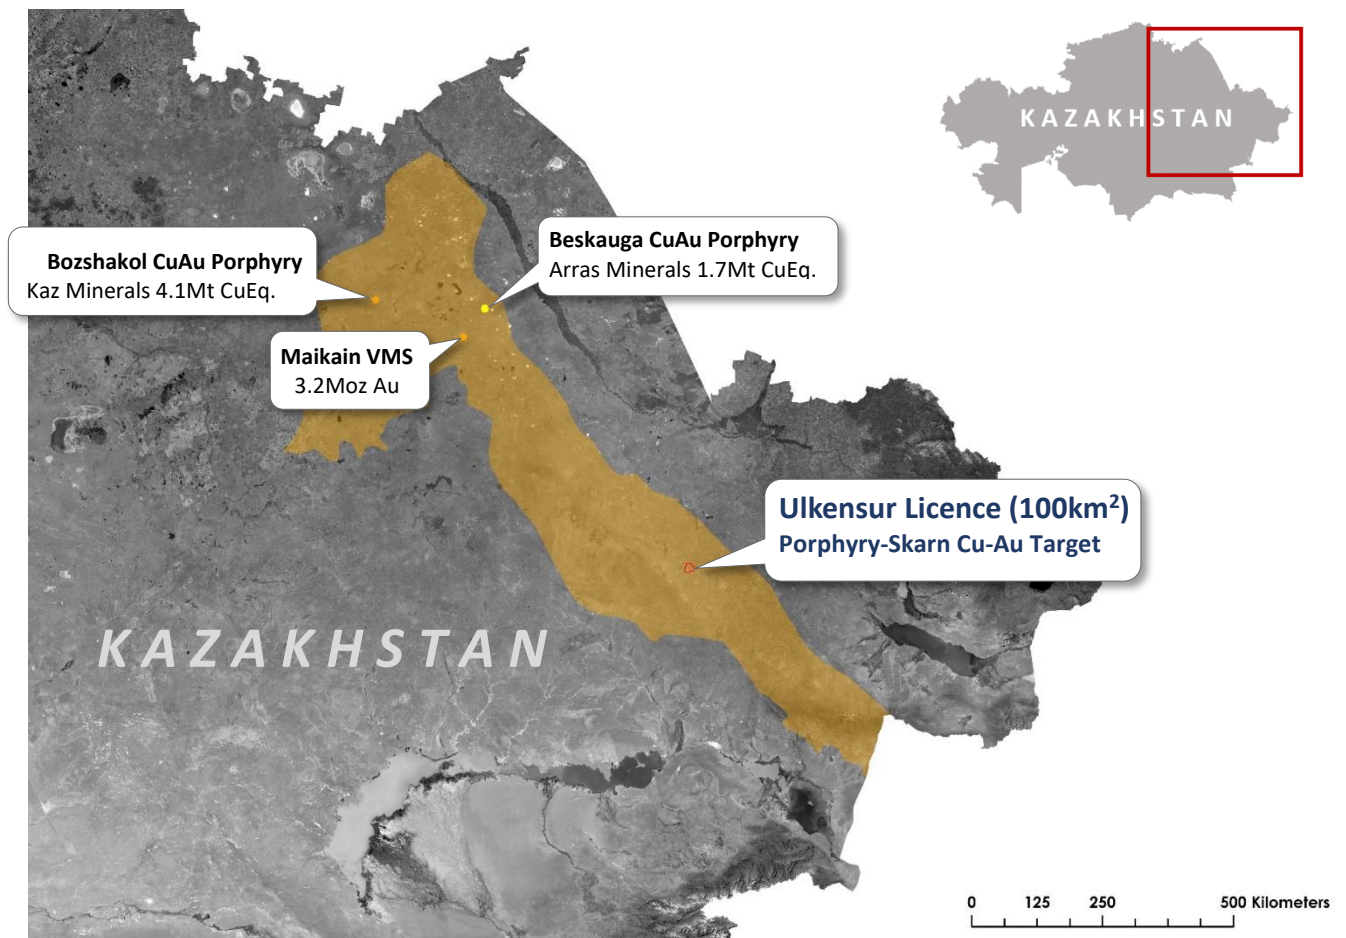 KAZAKHSTAN
Bozshakol CuAu Porphyry
Kaz Minerals 4.1Mt CuEq.
Beskauga CuAu Porphyry
Arras Minerals 1.7Mt CuEq.
Maikain VMS
3.2Moz Au
Ulkensur Licence (100km²)
Porphyry-Skarn Cu-Au Target
KAZAKHSTAN
0 125 250 500 Kilometers